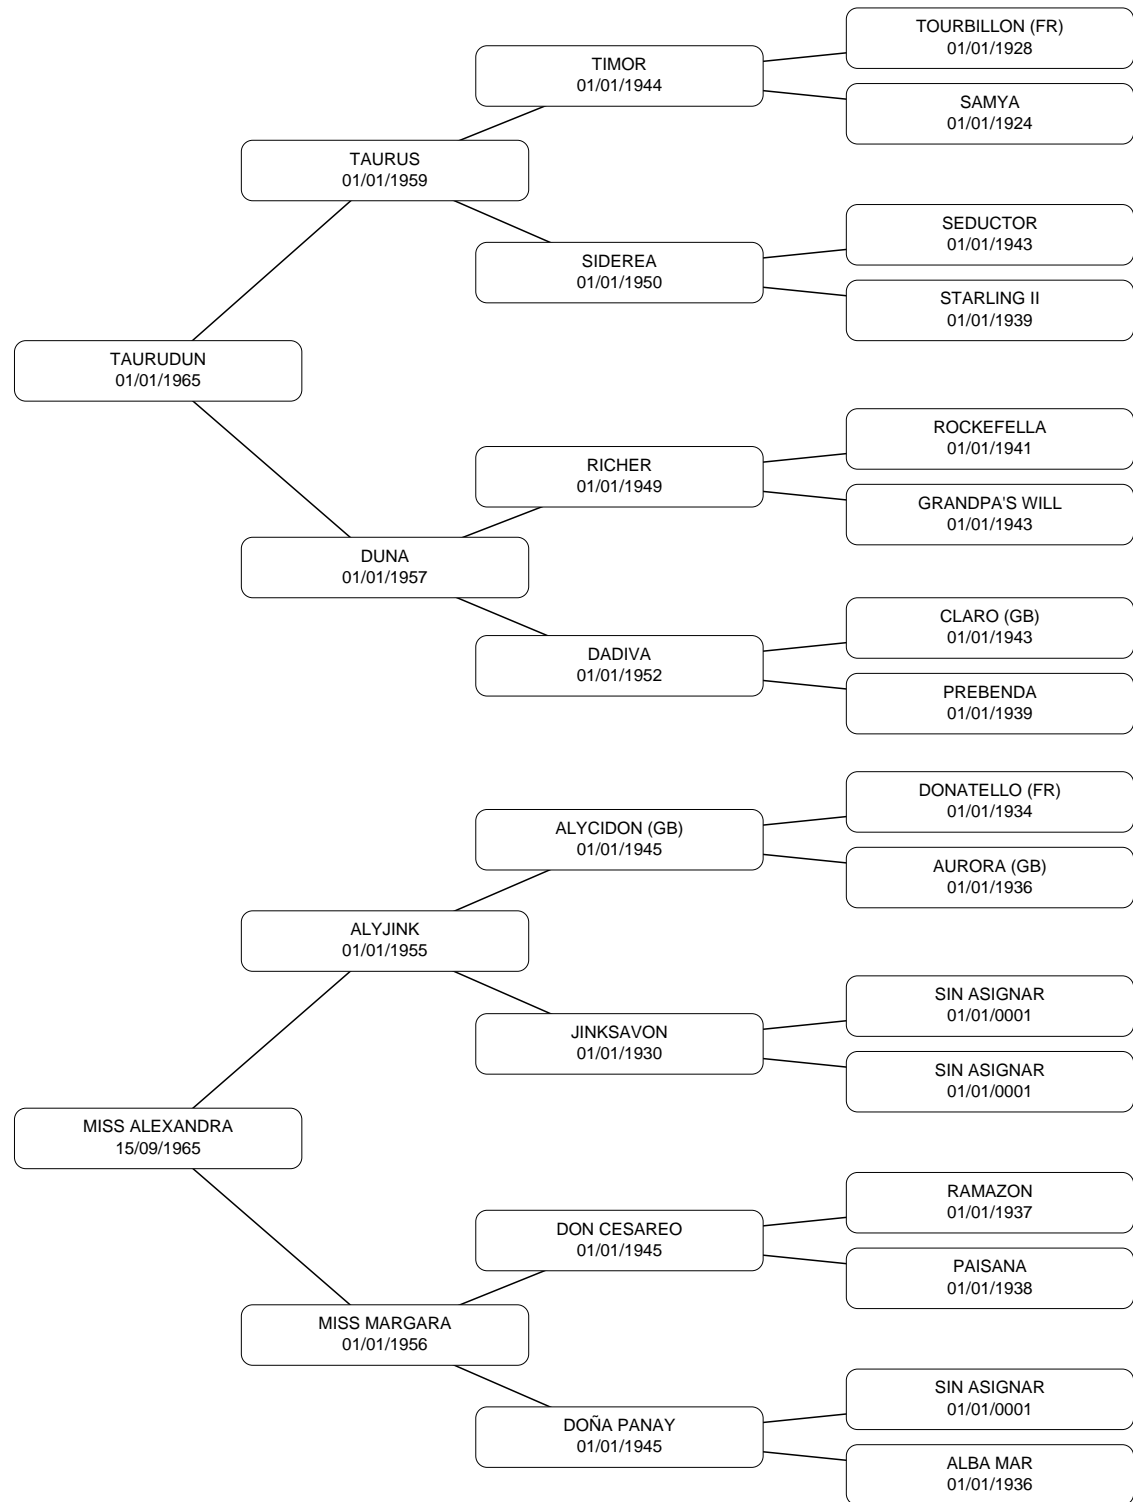 TOURBILLON (FR)
01/01/1928
TIMOR
01/01/1944
SAMYA
01/01/1924
TAURUS
01/01/1959
SEDUCTOR
01/01/1943
SIDEREA
01/01/1950
STARLING II
01/01/1939
TAURUDUN
01/01/1965
ROCKEFELLA
01/01/1941
RICHER
01/01/1949
GRANDPA'S WILL
01/01/1943
DUNA
01/01/1957
CLARO (GB)
01/01/1943
DADIVA
01/01/1952
PREBENDA
01/01/1939
DONATELLO (FR)
01/01/1934
ALYCIDON (GB)
01/01/1945
AURORA (GB)
01/01/1936
ALYJINK
01/01/1955
SIN ASIGNAR
01/01/0001
JINKSAVON
01/01/1930
SIN ASIGNAR
01/01/0001
MISS ALEXANDRA
15/09/1965
RAMAZON
01/01/1937
DON CESAREO
01/01/1945
PAISANA
01/01/1938
MISS MARGARA
01/01/1956
SIN ASIGNAR
01/01/0001
DOÑA PANAY
01/01/1945
ALBA MAR
01/01/1936